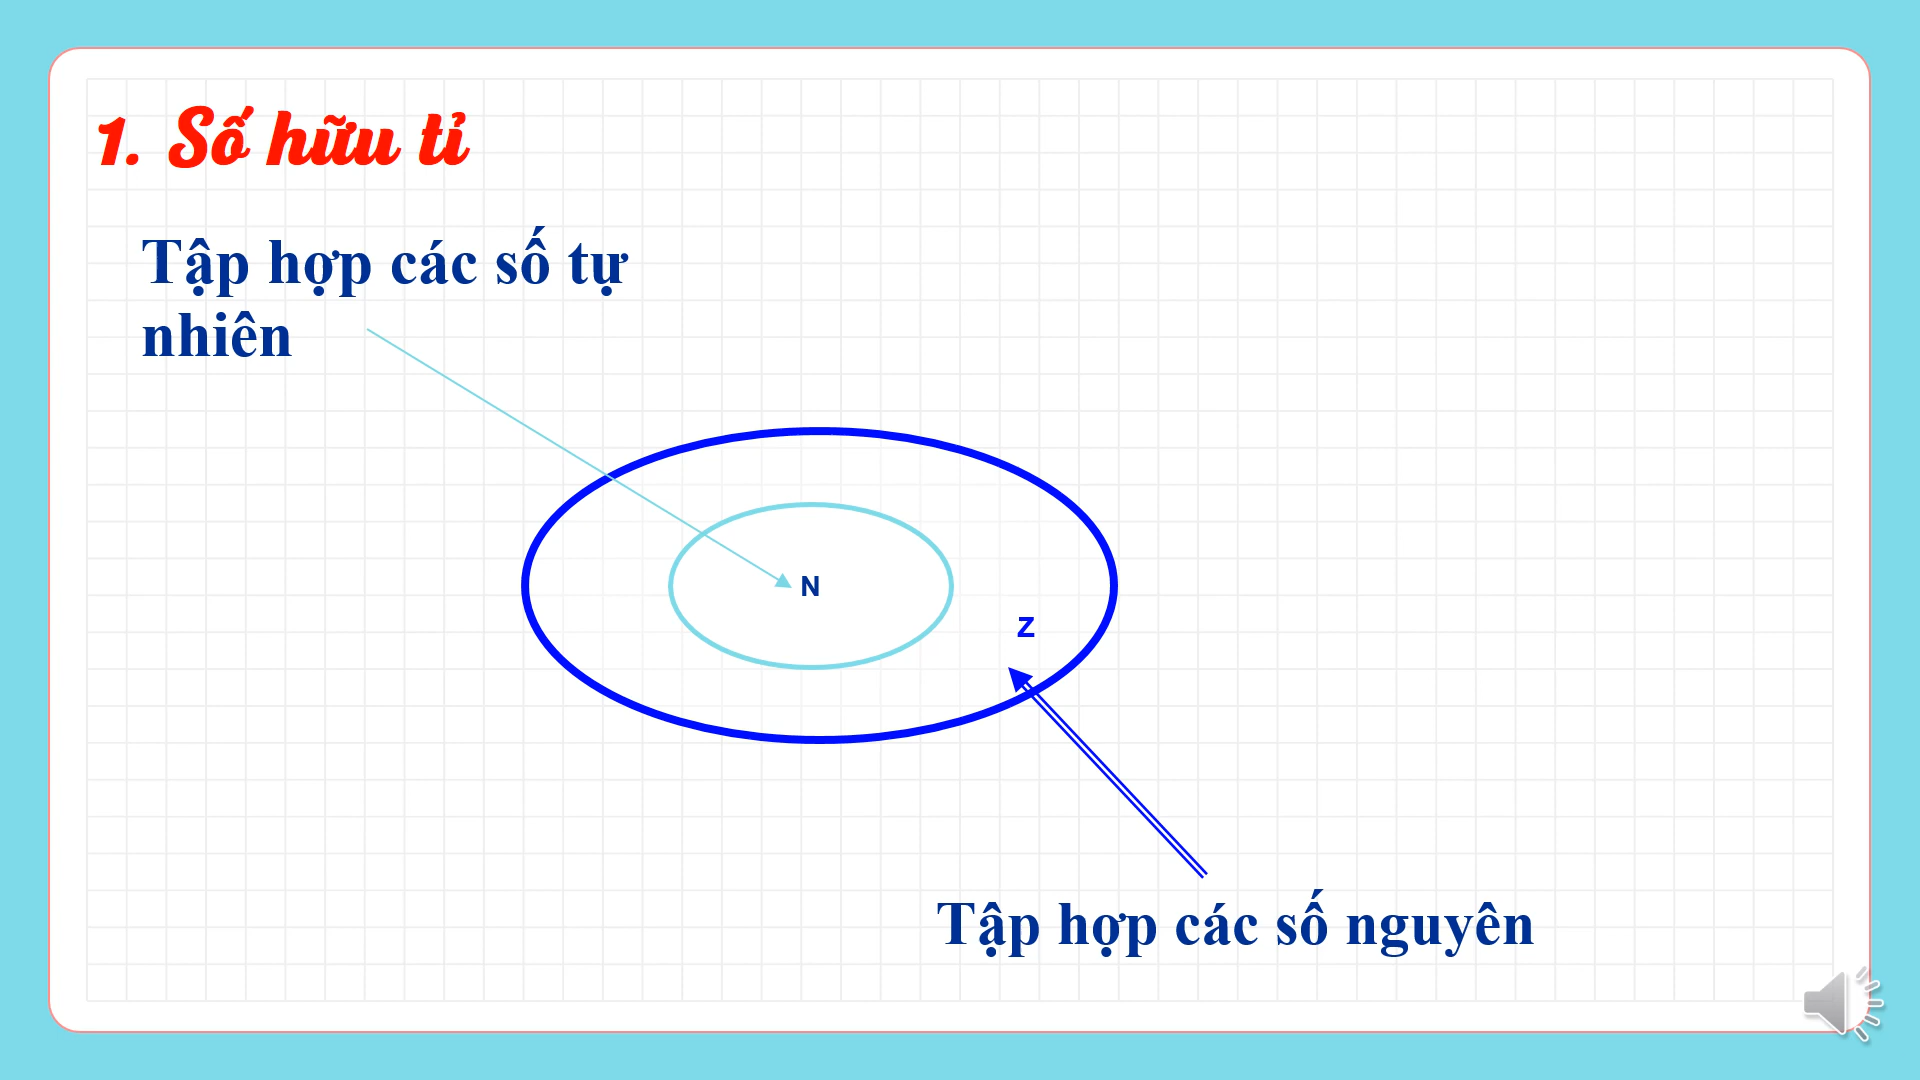 1. Số hữu tỉ
Tập hợp các số tự
nhiên
N
Z
Tập hợp các số nguyên